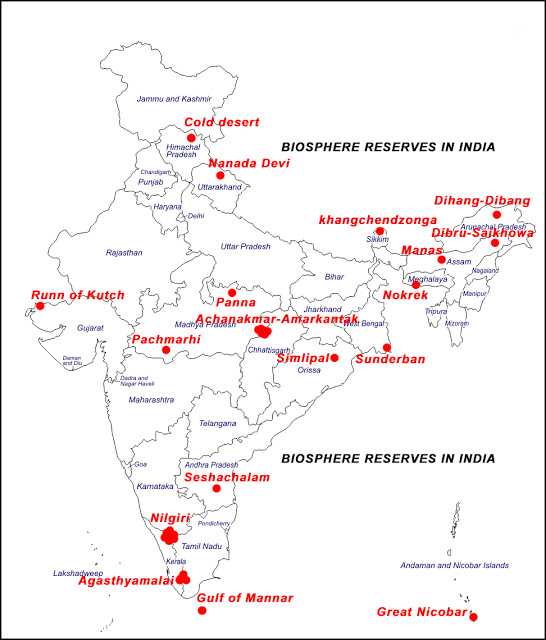 Jammu and Kashmir
Cold desert
BIOSPHERE RESERVES IN INDIA
Himachal
Pradesh
Nanada Devi
Chandigarh
Punjab
Uttarakhand
Haryana
Delhi
Dihang-Dibang
khangchendzonga
Arunachal Pradesh
Dibru-Saikhowa
Sikkim
Uttar Pradesh
Manas
Rajasthan
Assam
Nagaland
Bihar
Meghalaya
Runn of Kutch
Nokrek
Manipur
Panna
Jharkhand
Tripura
Achanakmar-Amarkantak
Mizoram
Madhya Pradesh
West Bengal
Gujarat
Pachmarhi
Chhattisgarh
Simlipal
Sunderban
Daman
and Diu
Orissa
Dadra and
Nagar Haveli
Maharashtra
Telangana
BIOSPHERE RESERVES IN INDIA
Goa
Andhra Pradesh
Seshachalam
Karnataka
Nilgiri
Pondicherry
Tamil Nadu
Kerala
Andaman and Nicobar Islands
Lakshadweep
Agasthyamalai
Gulf of Mannar
Great Nicobar